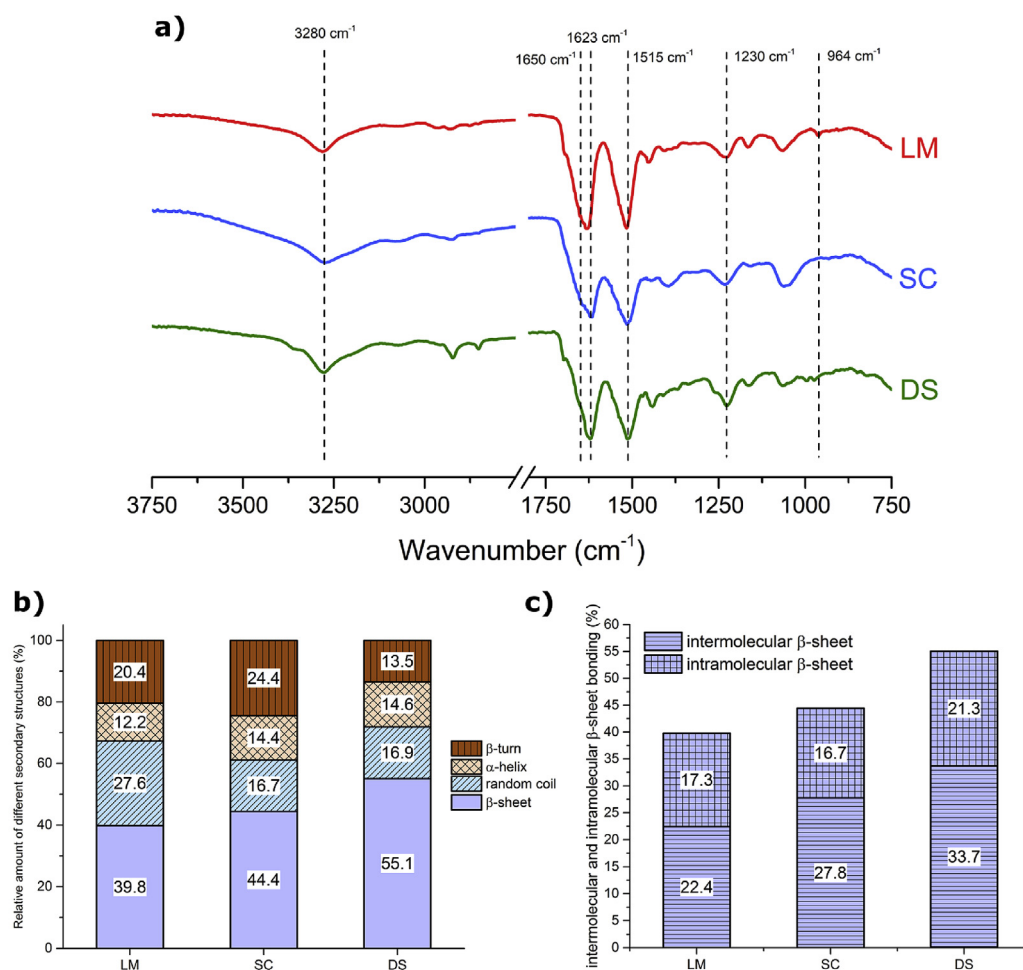 a)
3280 cm-1
1623 cm-1
1650 cm-1
1515 cm-1
1230 cm-1
964 cm-1
LM
SC
DS
3750
3500
3250
3000
1750
1500
1250
1000
750
Wavenumber (cm-1)
b)
Relative amount of different secondary structures (%)
100
80
60
40
20
0
20.4
12.2
27.6
39.8
24.4
14.4
16.7
44.4
13.5
14.6
16.9
55.1
β-turn
α-helix
random coil
β-sheet
LM
SC
DS
c)
intermolecular and intramolecular β-sheet bonding (%)
60
55
50
45
40
35
30
25
20
15
10
5
0
intermolecular β-sheet
intramolecular β-sheet
17.3
22.4
16.7
27.8
21.3
33.7
LM
SC
DS